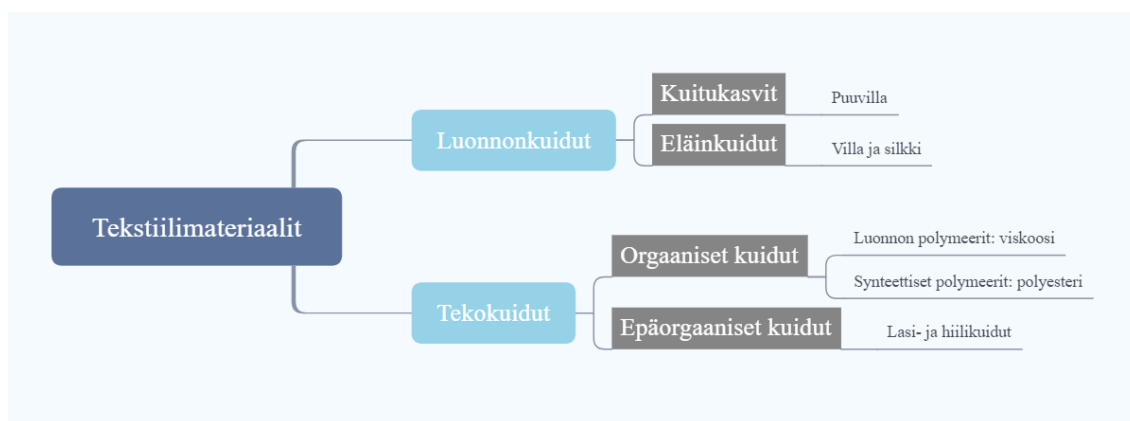 Tekstiilimateriaalit
Luonnonkuidut
Kuitukasvit
Puuvilla
Eläinkuidut
Villa ja silkki
Tekokuidut
Orgaaniset kuidut
Luonnon polymeerit: viskoosi
Synteettiset polymeerit: polyesteri
Epäorgaaniset kuidut
Lasi- ja hiilikuidut